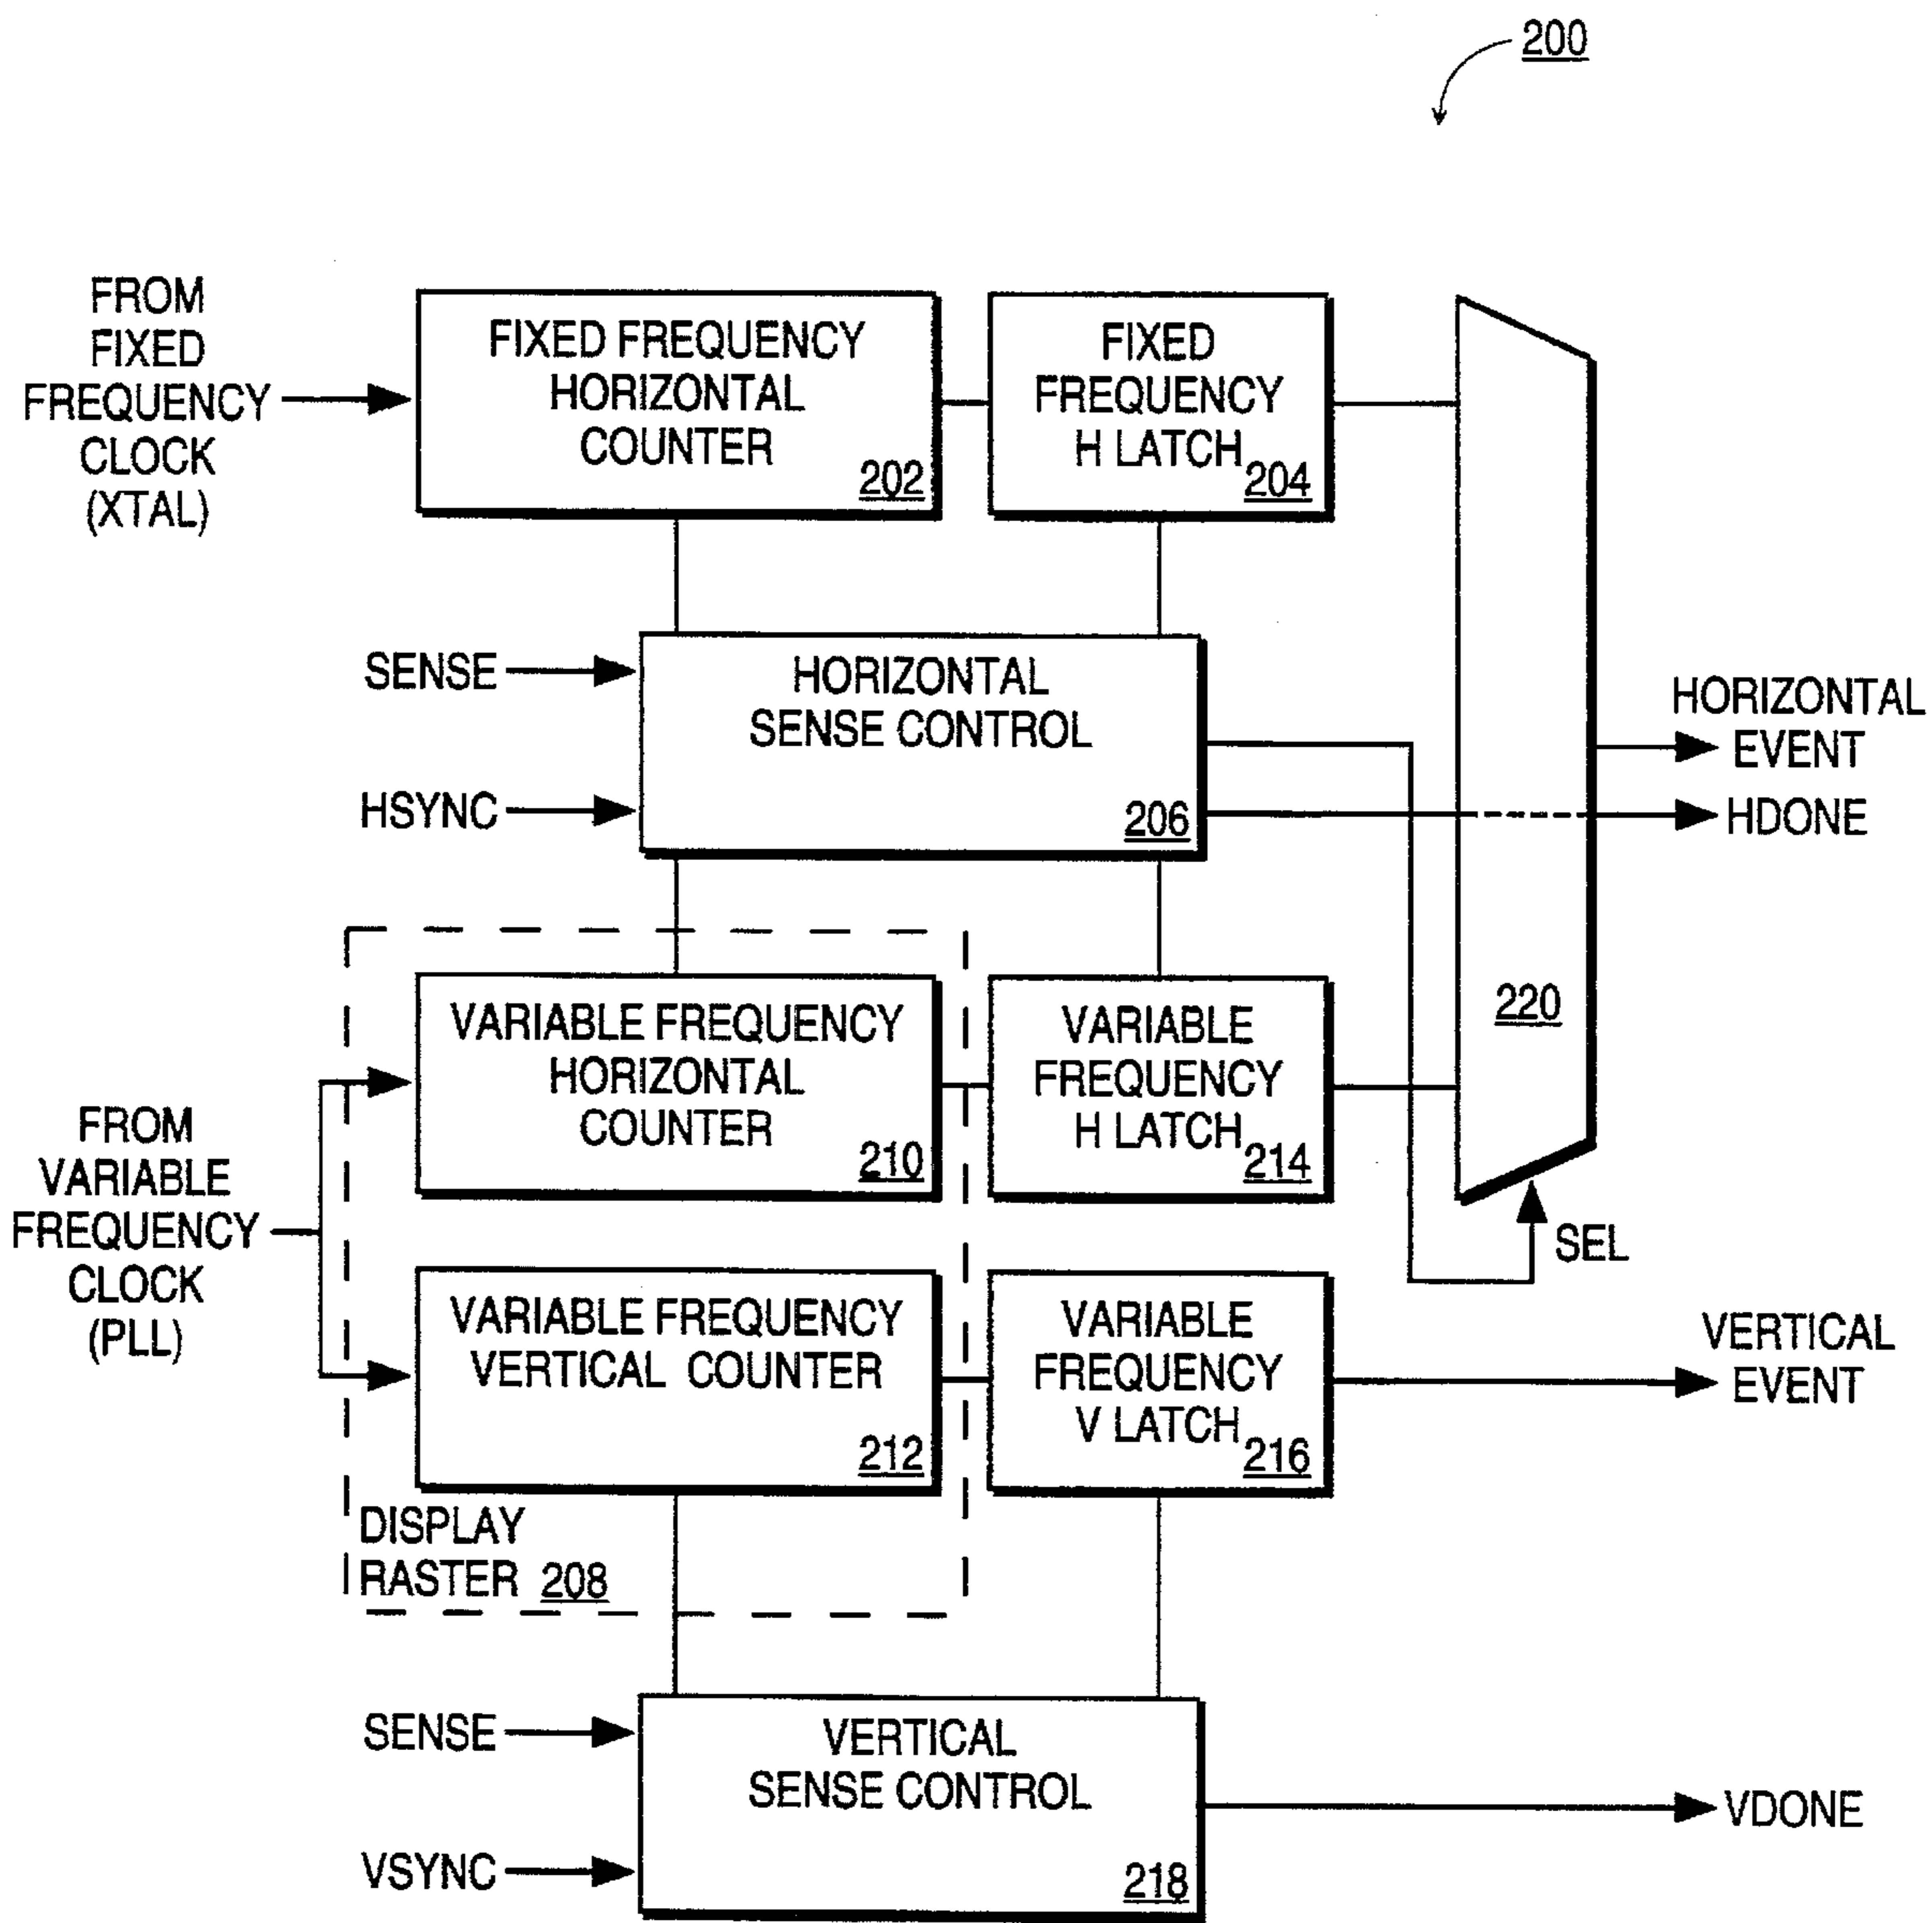 200
FROM
FIXED
FREQUENCY
CLOCK
(XTAL)
FIXED FREQUENCY
HORIZONTAL
COUNTER
202
FIXED
FREQUENCY
H LATCH
204
SENSE
HSYNC
HORIZONTAL
SENSE CONTROL
206
HORIZONTAL
EVENT
HDONE
220
SEL
FROM
VARIABLE
FREQUENCY
CLOCK
(PLL)
VARIABLE FREQUENCY
HORIZONTAL
COUNTER
210
VARIABLE
FREQUENCY
H LATCH
214
VARIABLE FREQUENCY
VERTICAL COUNTER
212
VARIABLE
FREQUENCY
V LATCH
216
VERTICAL
EVENT
DISPLAY
RASTER 208
SENSE
VSYNC
VERTICAL
SENSE CONTROL
218
VDONE